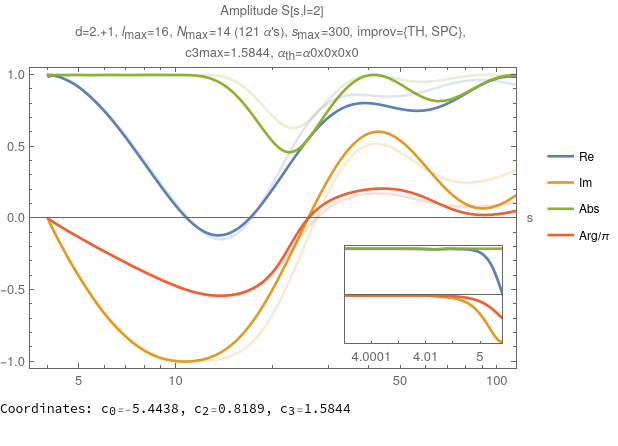 Amplitude S[s,l=2]
d=2.+1, lmax=16, Nmax=14 (121 α's), smax=300, improv={TH, SPC},
c3max=1.5844, αth=α0x0x0x0
1.0
0.5
0.0
-0.5
-1.0
s
Re
Im
Abs
Arg/π
4.0001 4.01 5
5 10 50 100
Coordinates: c0=-5.4438, c2=0.8189, c3=1.5844